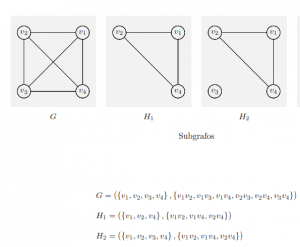 v₂ v₁ v₂ v₁ v₂ v₁
v₃ v₄ v₄ v₃ v₄
G H₁ H₂
Subgrafos
G = ({v₁, v₂, v₃, v₄} , {v₁v₂, v₁v₃, v₁v₄, v₂v₃, v₂v₄, v₃v₄})
H₁ = ({v₁, v₂, v₄} , {v₁v₂, v₁v₄, v₂v₄})
H₂ = ({v₁, v₂, v₃, v₄} , {v₁v₂, v₁v₄, v₂v₄})